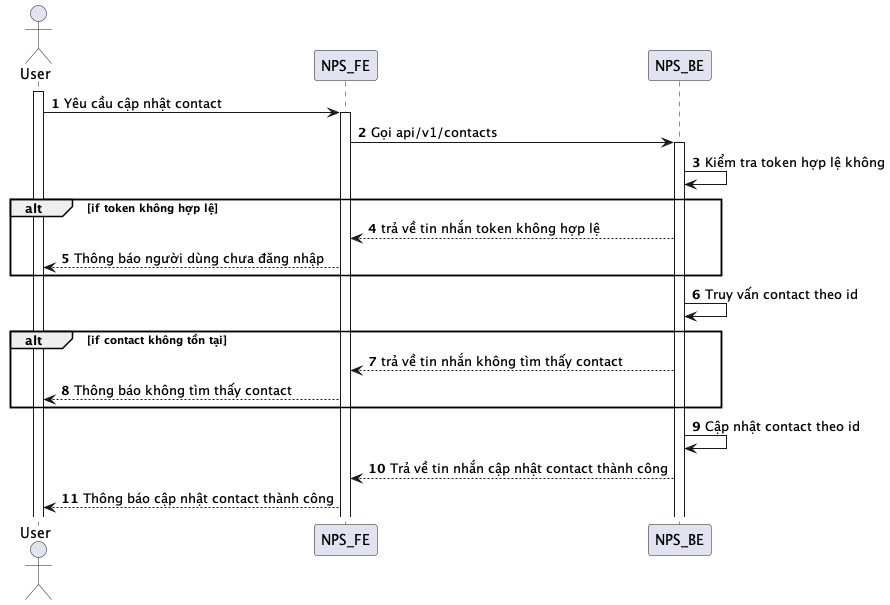 User
NPS_FE
NPS_BE
1 Yêu cầu cập nhật contact
2 Gọi api/v1/contacts
3 Kiểm tra token hợp lệ không
alt [if token không hợp lệ]
4 trả về tin nhắn token không hợp lệ
5 Thông báo người dùng chưa đăng nhập
6 Truy vấn contact theo id
alt [if contact không tồn tại]
7 trả về tin nhắn không tìm thấy contact
8 Thông báo không tìm thấy contact
9 Cập nhật contact theo id
10 Trả về tin nhắn cập nhật contact thành công
11 Thông báo cập nhật contact thành công
User
NPS_FE
NPS_BE